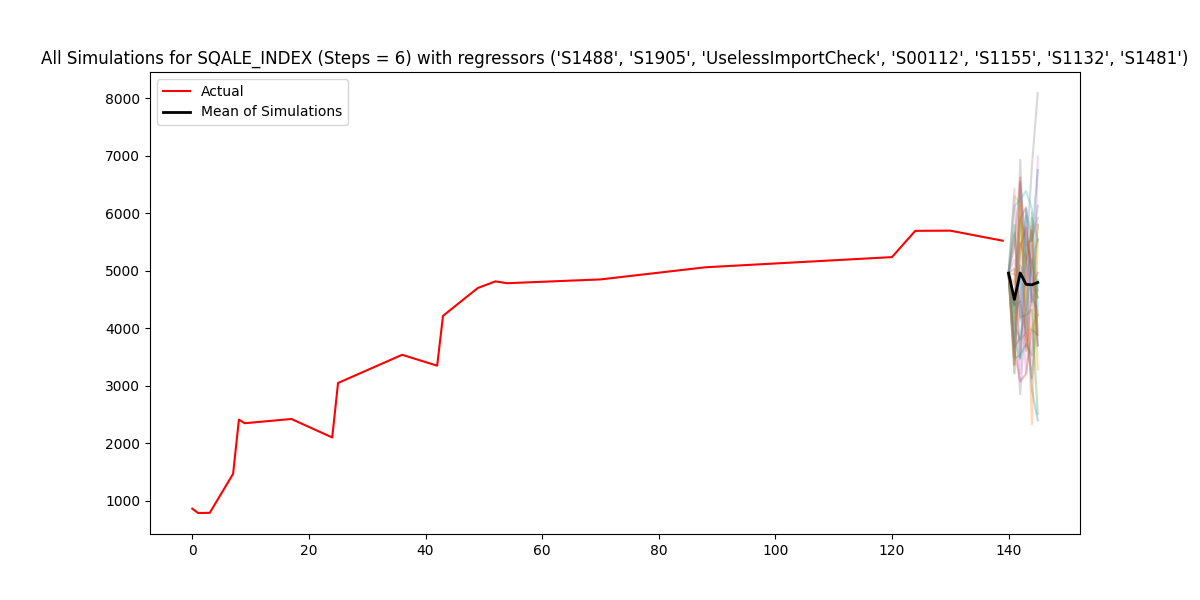 All Simulations for SQALE_INDEX (Steps = 6) with regressors ('S1488', 'S1905', 'UselessImportCheck', 'S00112', 'S1155', 'S1132', 'S1481')
Actual
Mean of Simulations
8000
7000
6000
5000
4000
3000
2000
1000
0 20 40 60 80 100 120 140